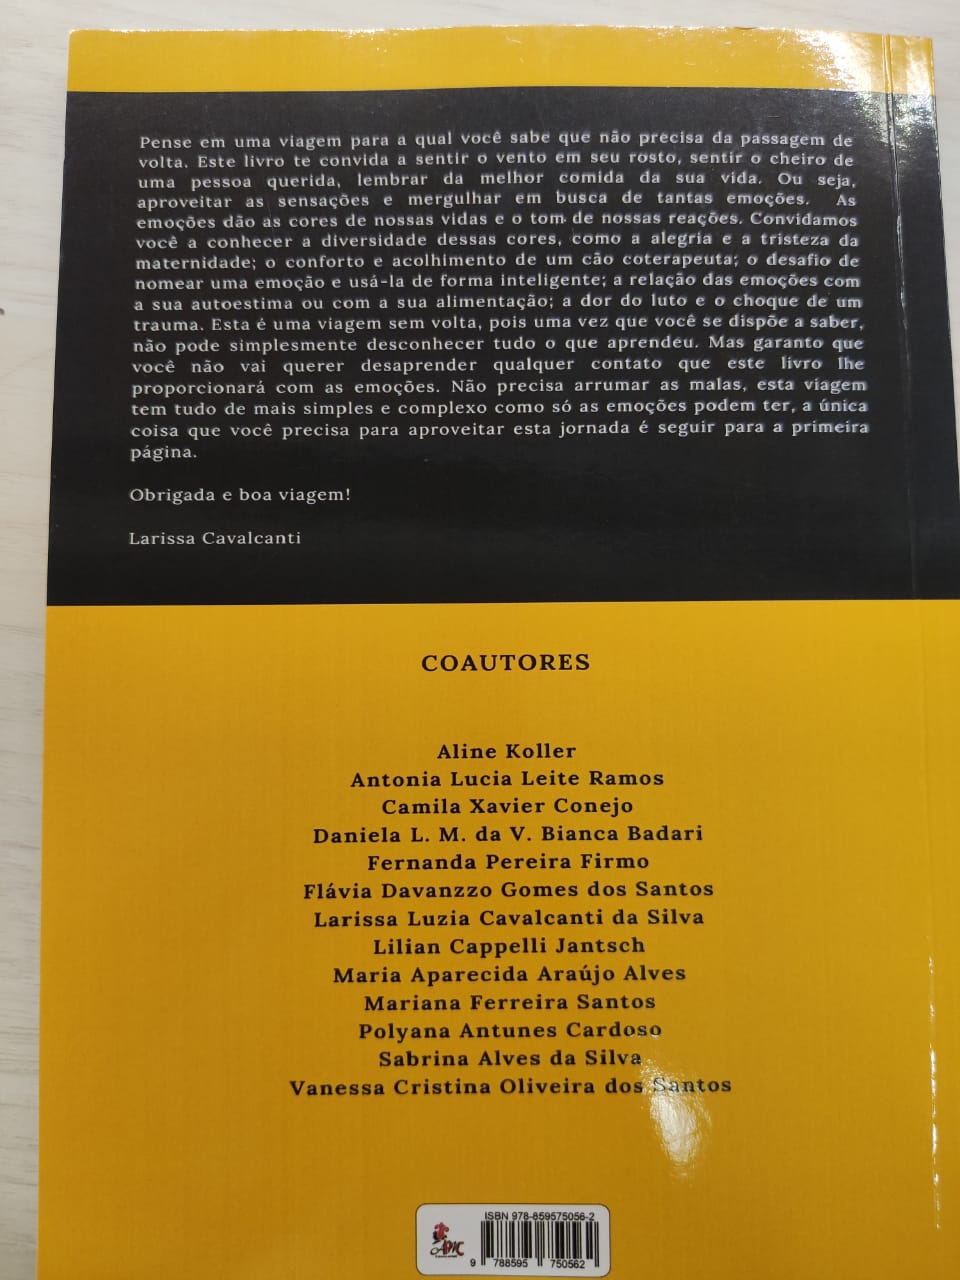 Pense em uma viagem para a qual você sabe que não precisa da passagem de
volta. Este livro te convida a sentir o vento em seu rosto, sentir o cheiro de
uma pessoa querida, lembrar da melhor comida da sua vida. Ou seja,
aproveitar as sensações e mergulhar em busca de tantas emoções. As
emoções dão as cores de nossas vidas e o tom de nossas reações. Convidamos
você a conhecer a diversidade dessas cores, como a alegria e a tristeza da
maternidade; o conforto e acolhimento de um cão coterapeuta; o desafio de
nomear uma emoção e usá-la de forma inteligente; a relação das emoções com
a sua autoestima ou com a sua alimentação; a dor do luto e o choque de um
trauma. Esta é uma viagem sem volta, pois uma vez que você se dispõe a saber,
não pode simplesmente desconhecer tudo o que aprendeu. Mas garanto que
você não vai querer desaprender qualquer contato que este livro lhe
proporcionará com as emoções. Não precisa arrumar as malas, esta viagem
tem tudo de mais simples e complexo como só as emoções podem ter, a única
coisa que você precisa para aproveitar esta jornada é seguir para a primeira
página.
Obrigada e boa viagem!
Larissa Cavalcanti
COAUTORES
Aline Koller
Antonia Lucia Leite Ramos
Camila Xavier Conejo
Daniela L. M. da V. Bianca Badari
Fernanda Pereira Firmo
Flávia Davanzzo Gomes dos Santos
Larissa Luzia Cavalcanti da Silva
Lilian Cappelli Jantsch
Maria Aparecida Araújo Alves
Mariana Ferreira Santos
Polyana Antunes Cardoso
Sabrina Alves da Silva
Vanessa Cristina Oliveira dos Santos
ISBN 978-859575056-2
9 788595 750562